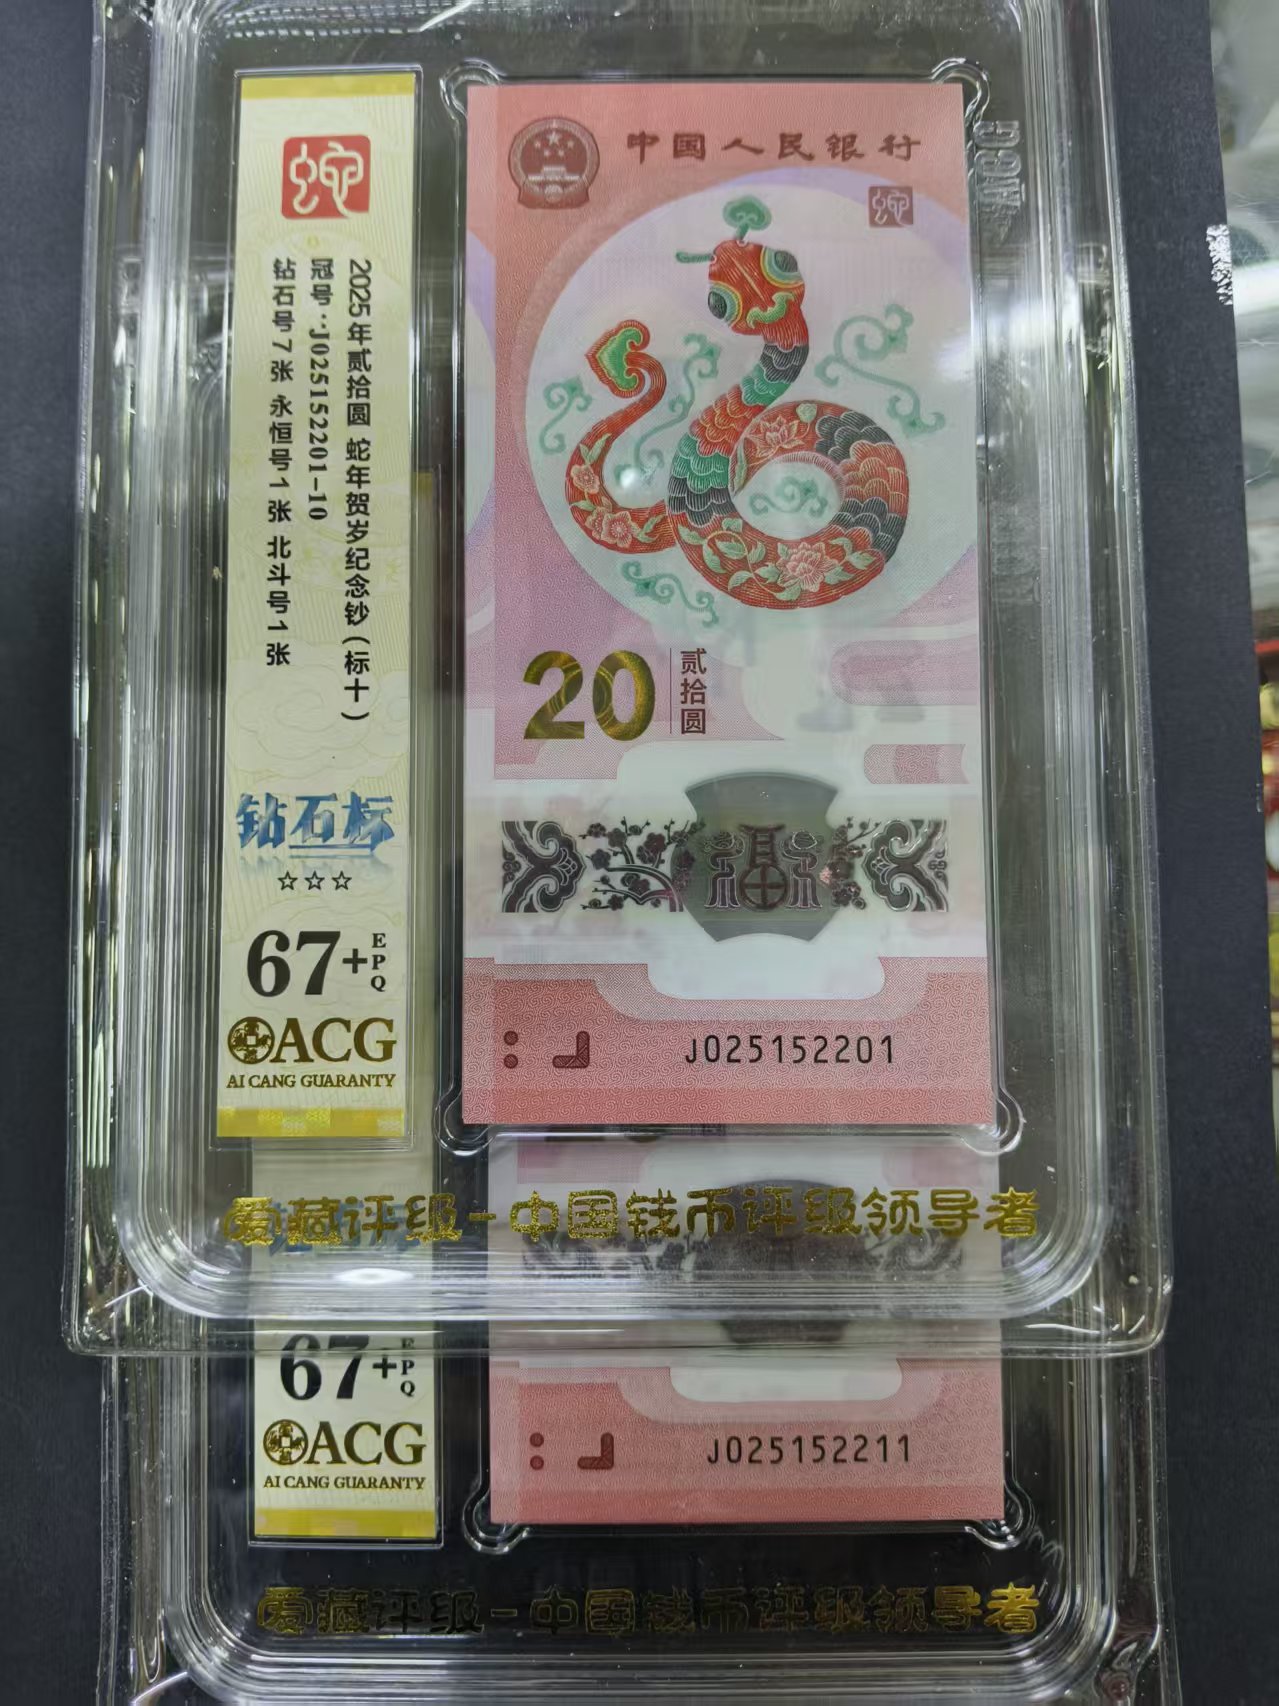 蛇
2025年贰拾圆 蛇年贺岁纪念钞(标十)
冠号:J025152201-10
钻石号7张 永恒号1张 北斗号1张
钻石标
☆☆☆
67+
EPQ
ACG
AI CANG GUARANTY
中国人民银行
蛇
20
贰拾圆
福
J025152201
爱藏评级-中国钱币评级领导者
67+
EPQ
ACG
AI CANG GUARANTY
J025152211
爱藏评级-中国钱币评级领导者